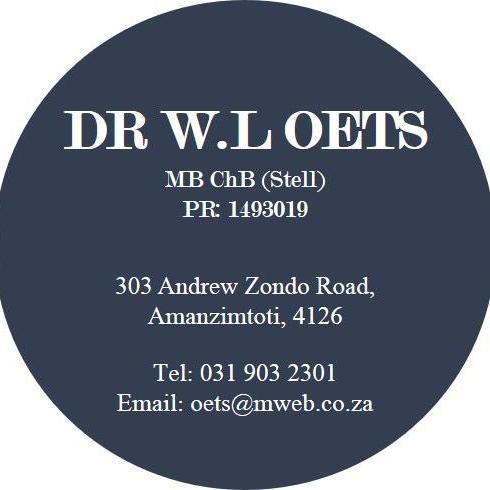 DR W.L OETS
MB ChB (Stell)
PR: 1493019
303 Andrew Zondo Road,
Amanzimtoti, 4126
Tel: 031 903 2301
Email: oets@mweb.co.za